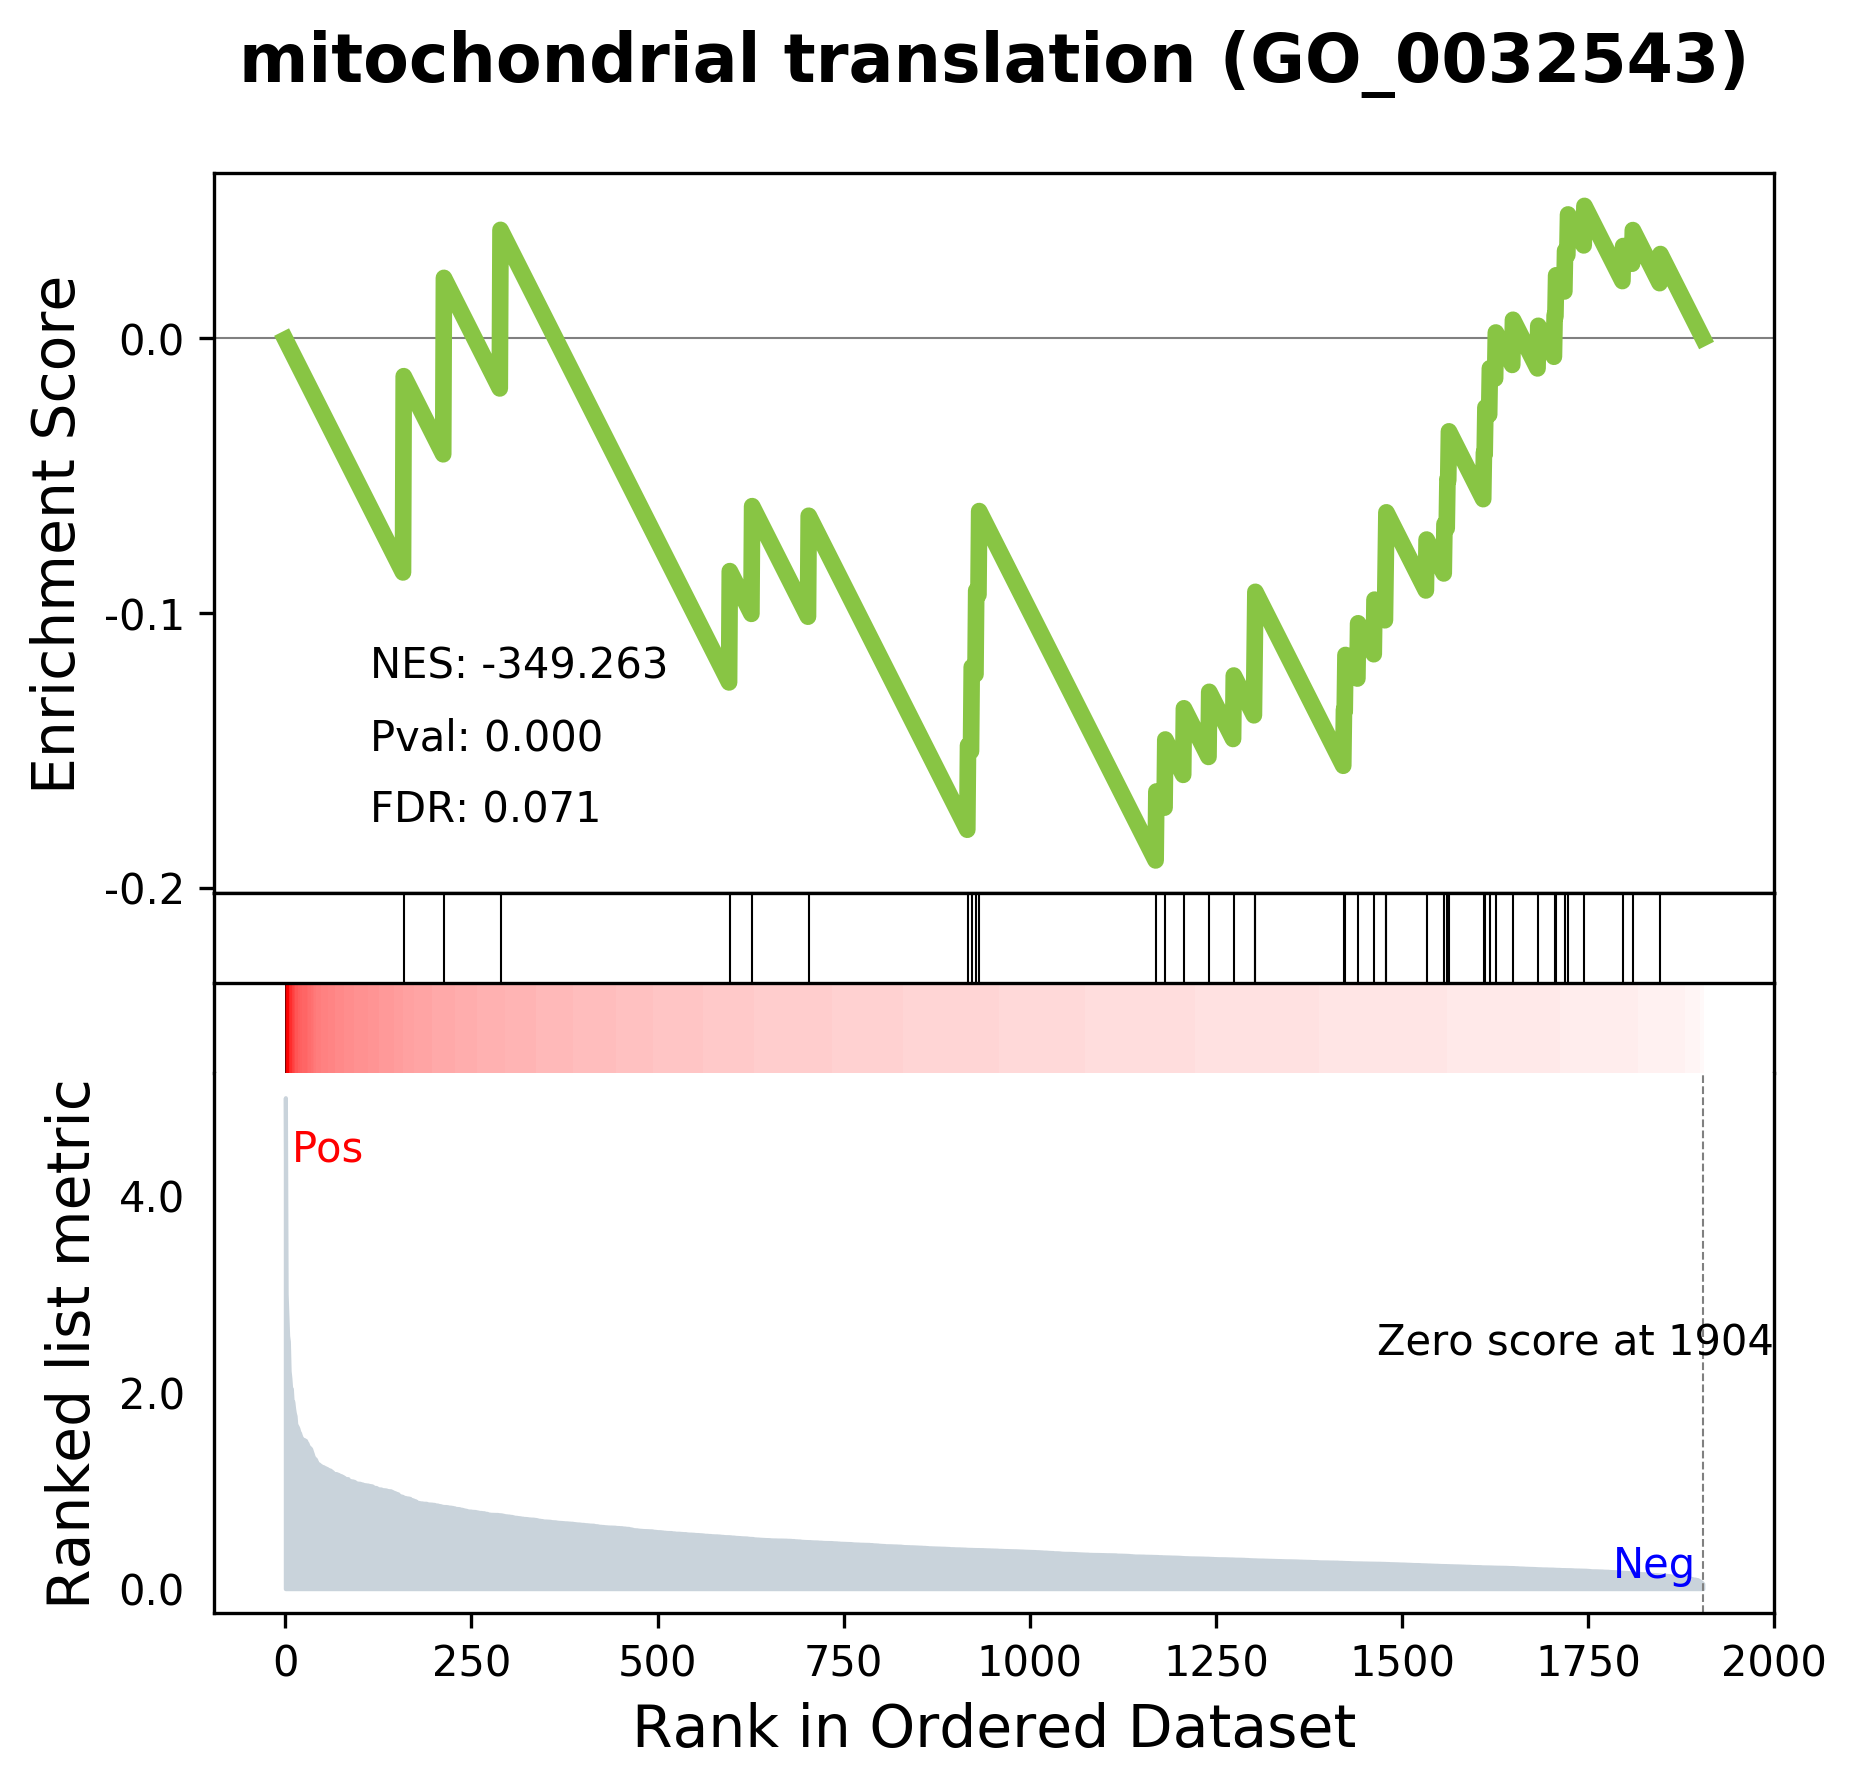 mitochondrial translation (GO_0032543)
Enrichment Score
0.0
-0.1
-0.2
NES: -349.263
Pval: 0.000
FDR: 0.071
Ranked list metric
Pos
4.0
2.0
0.0
Zero score at 1904
Neg
0 250 500 750 1000 1250 1500 1750 2000
Rank in Ordered Dataset